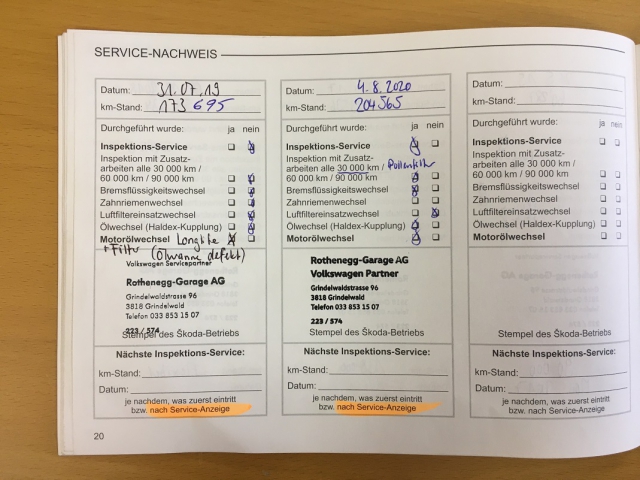 SERVICE-NACHWEIS
Datum: 31.07.19
km-Stand: 173 695
Durchgeführt wurde: ja nein
Inspektions-Service
Inspektion mit Zusatz-
arbeiten alle 30 000 km /
60 000 km / 90 000 km
Bremsflüssigkeitswechsel
Zahnriemenwechsel
Luftfiltereinsatzwechsel
Ölwechsel (Haldex-Kupplung)
Motorölwechsel Longlife
+ Filter (Ölwanne defekt)
Volkswagen Servicepartner
Rothenegg-Garage AG
Grindelwaldstrasse 96
3818 Grindelwald
Telefon 033 853 15 07
223 / 574
Stempel des Škoda-Betriebs
Nächste Inspektions-Service:
km-Stand:
Datum:
je nachdem, was zuerst eintritt
bzw. nach Service-Anzeige
20
Datum: 4.8.2020
km-Stand: 204565
Durchgeführt wurde: ja nein
Inspektions-Service
Inspektion mit Zusatz-
arbeiten alle 30 000 km / Pollenfilter
60 000 km / 90 000 km
Bremsflüssigkeitswechsel
Zahnriemenwechsel
Luftfiltereinsatzwechsel
Ölwechsel (Haldex-Kupplung)
Motorölwechsel
Rothenegg-Garage AG
Volkswagen Partner
Grindelwaldstrasse 96
3818 Grindelwald
Telefon 033 853 15 07
223 / 574
Stempel des Škoda-Betriebs
Nächste Inspektions-Service:
km-Stand:
Datum:
je nachdem, was zuerst eintritt
bzw. nach Service-Anzeige
Datum:
km-Stand:
Durchgeführt wurde: ja nein
Inspektions-Service
Inspektion mit Zusatz-
arbeiten alle 30 000 km /
60 000 km / 90 000 km
Bremsflüssigkeitswechsel
Zahnriemenwechsel
Luftfiltereinsatzwechsel
Ölwechsel (Haldex-Kupplung)
Motorölwechsel
Stempel des Škoda-Betriebs
Nächste Inspektions-Service:
km-Stand:
Datum:
je nachdem, was zuerst eintritt
bzw. nach Service-Anzeige